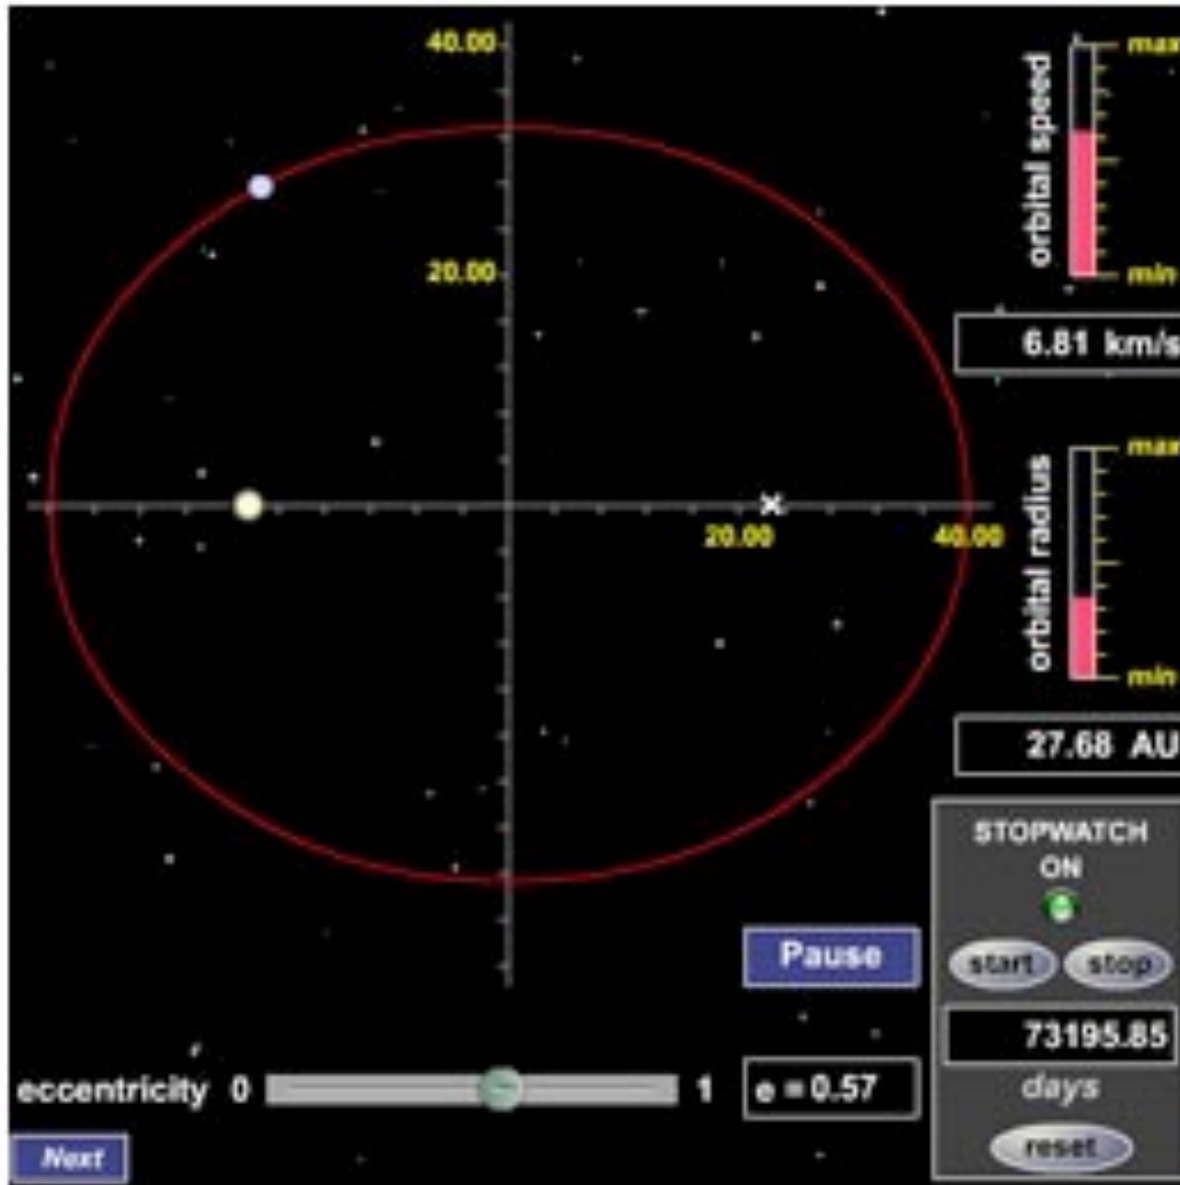 40.00
20.00
20.00
40.00
orbital speed
max
min
6.81 km/s
orbital radius
max
min
27.68 AU
STOPWATCH
ON
start stop
73195.85
days
reset
Pause
eccentricity 0 1 e = 0.57
Next